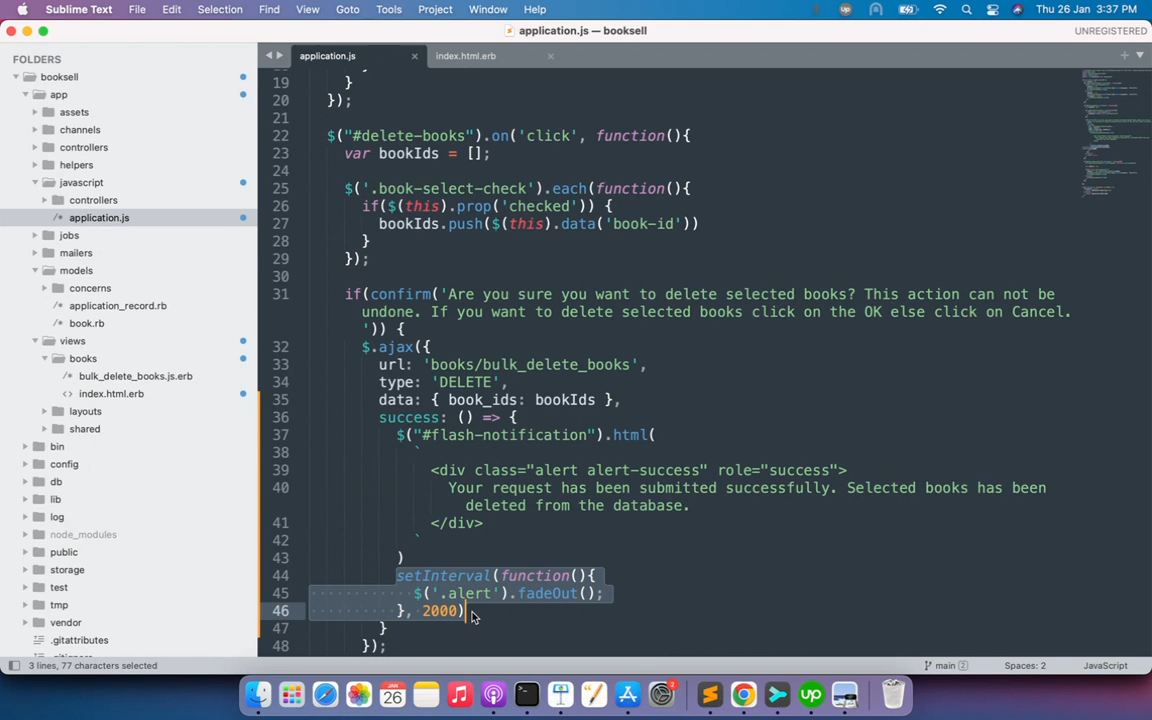 Sublime Text File Edit Selection Find View Goto Tools Project Window Help Thu 26 Jan 3:37 PM
application.js — booksell UNREGISTERED
FOLDERS
booksell
app
assets
channels
controllers
helpers
javascript
controllers
application.js
jobs
mailers
models
concerns
application_record.rb
book.rb
views
books
bulk_delete_books.js.erb
index.html.erb
layouts
shared
bin
config
db
lib
log
node_modules
public
storage
test
tmp
vendor
.gitattributes
application.js index.html.erb
19 }
20 });
21
22 $("#delete-books").on('click', function(){
23 var bookIds = [];
24
25 $('.book-select-check').each(function(){
26 if($(this).prop('checked')) {
27 bookIds.push($(this).data('book-id'))
28 }
29 });
30
31 if(confirm('Are you sure you want to delete selected books? This action can not be
undone. If you want to delete selected books click on the OK else click on Cancel.
')) {
32 $.ajax({
33 url: 'books/bulk_delete_books',
34 type: 'DELETE',
35 data: { book_ids: bookIds },
36 success: () => {
37 $("#flash-notification").html(
38 `
39 <div class="alert alert-success" role="success">
40 Your request has been submitted successfully. Selected books has been
deleted from the database.
41 </div>
42 `
43 )
44 setInterval(function(){
45 $('.alert').fadeOut();
46 }, 2000)
47 }
48 });
3 lines, 77 characters selected main 2 Spaces: 2 JavaScript